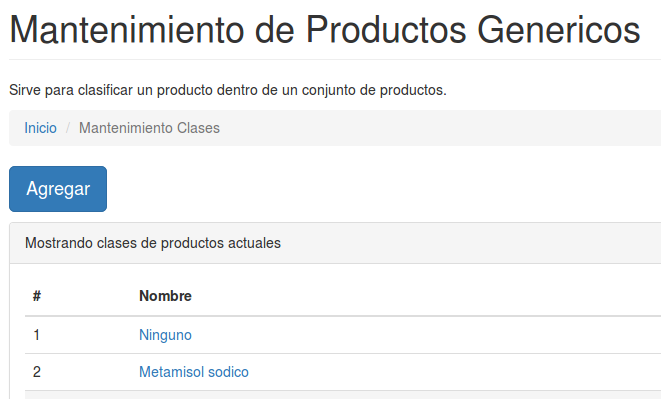 Mantenimiento de Productos Genericos
Sirve para clasificar un producto dentro de un conjunto de productos.
Inicio / Mantenimiento Clases
Agregar
Mostrando clases de productos actuales
# Nombre
1 Ninguno
2 Metamisol sodico